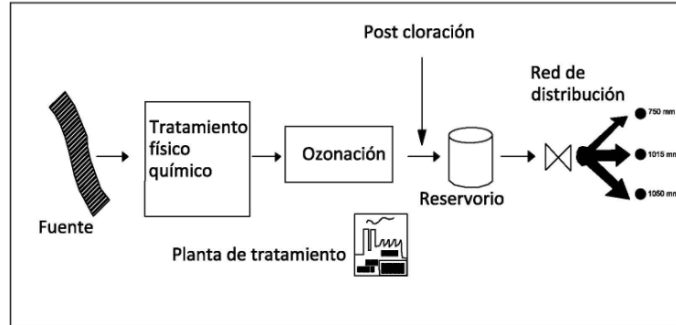 Post cloración
Red de
distribución
750 mm
Tratamiento
físico
químico
Ozonación
1015 mm
Reservorio
1050 mm
Fuente
Planta de tratamiento